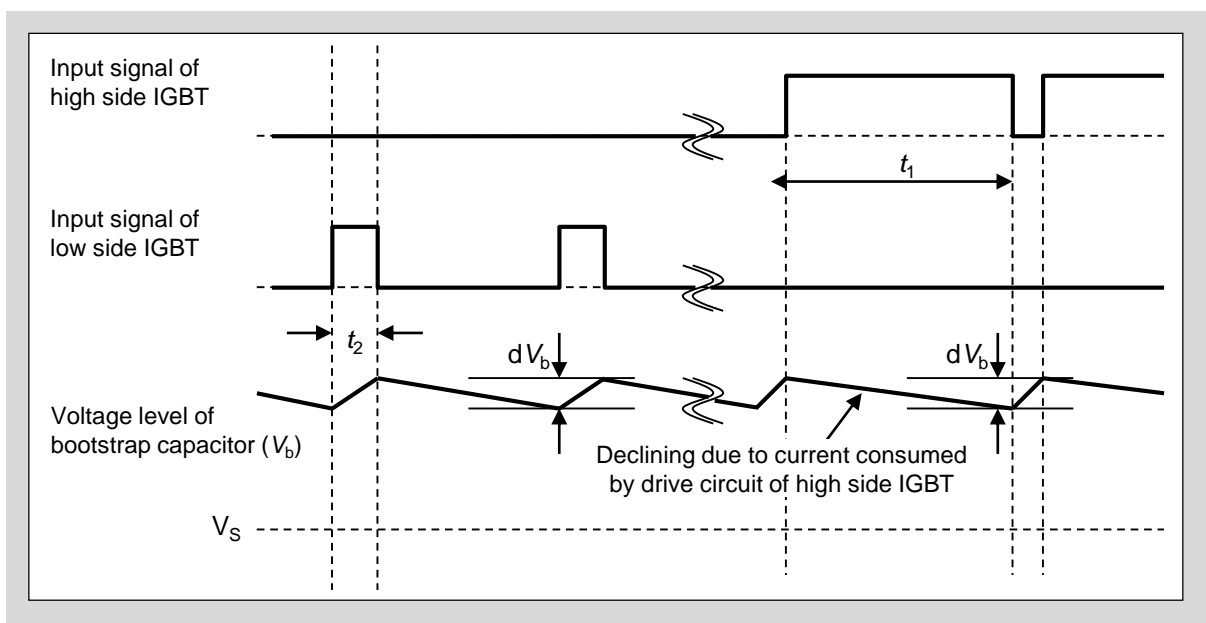 Input signal of
high side IGBT
t1
Input signal of
low side IGBT
t2
dVb
dVb
Voltage level of
bootstrap capacitor (Vb)
Declining due to current consumed
by drive circuit of high side IGBT
VS